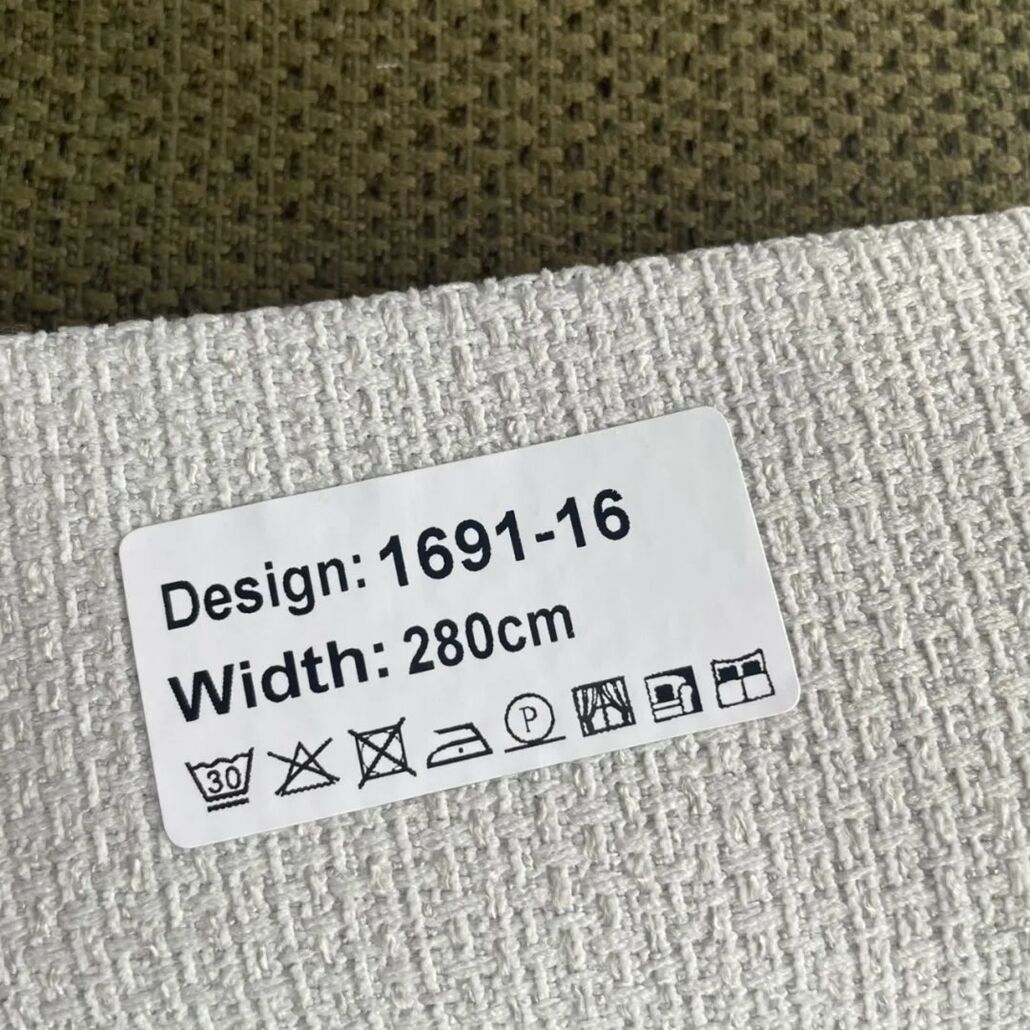 Design: 1691-16
Width: 280cm
30 P